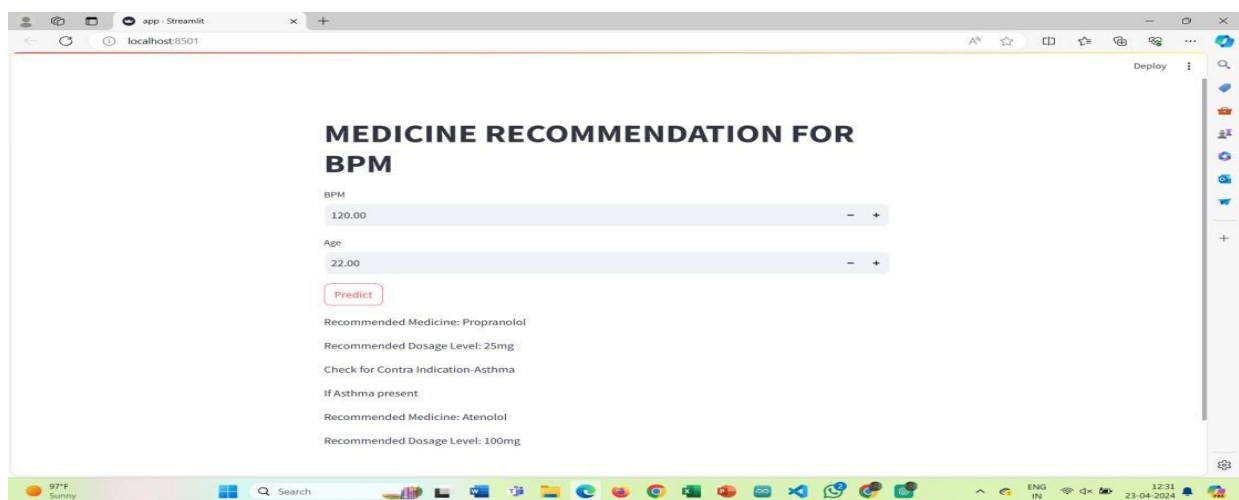 app · Streamlit
localhost:8501
Deploy
MEDICINE RECOMMENDATION FOR
BPM
BPM
120.00
Age
22.00
Predict
Recommended Medicine: Propranolol
Recommended Dosage Level: 25mg
Check for Contra Indication-Asthma
If Asthma present
Recommended Medicine: Atenolol
Recommended Dosage Level: 100mg
97°F
Sunny
Search
ENG
IN
12:31
23-04-2024